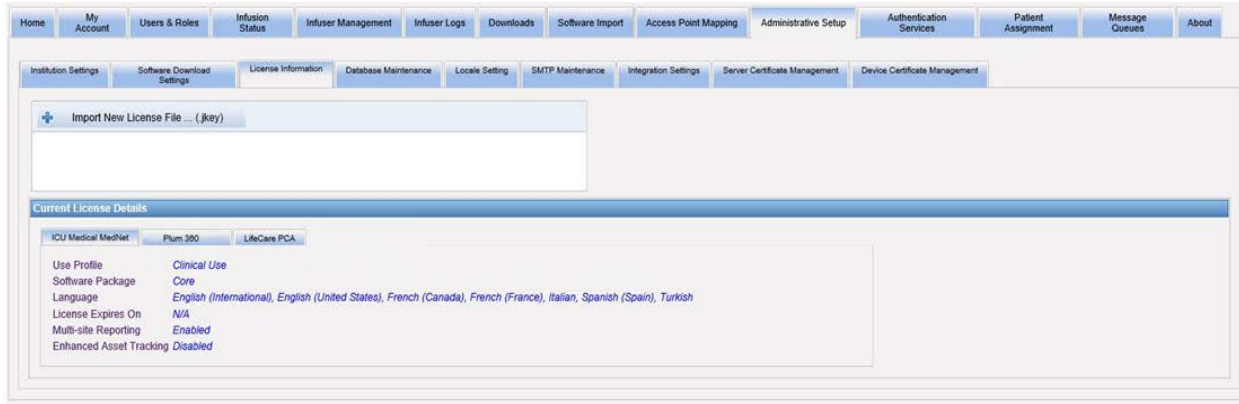 Home My Account Users & Roles Infusion Status Infuser Management Infuser Logs Downloads Software Import Access Point Mapping Administrative Setup Authentication Services Patient Assignment Message Queues About
Institution Settings Software Download Settings License Information Database Maintenance Locale Setting SMTP Maintenance Integration Settings Server Certificate Management Device Certificate Management
Import New License File ... (.jkey)
Current License Details
ICU Medical MedNet Plum 360 LifeCare PCA
Use Profile Clinical Use
Software Package Core
Language English (International), English (United States), French (Canada), French (France), Italian, Spanish (Spain), Turkish
License Expires On N/A
Multi-site Reporting Enabled
Enhanced Asset Tracking Disabled